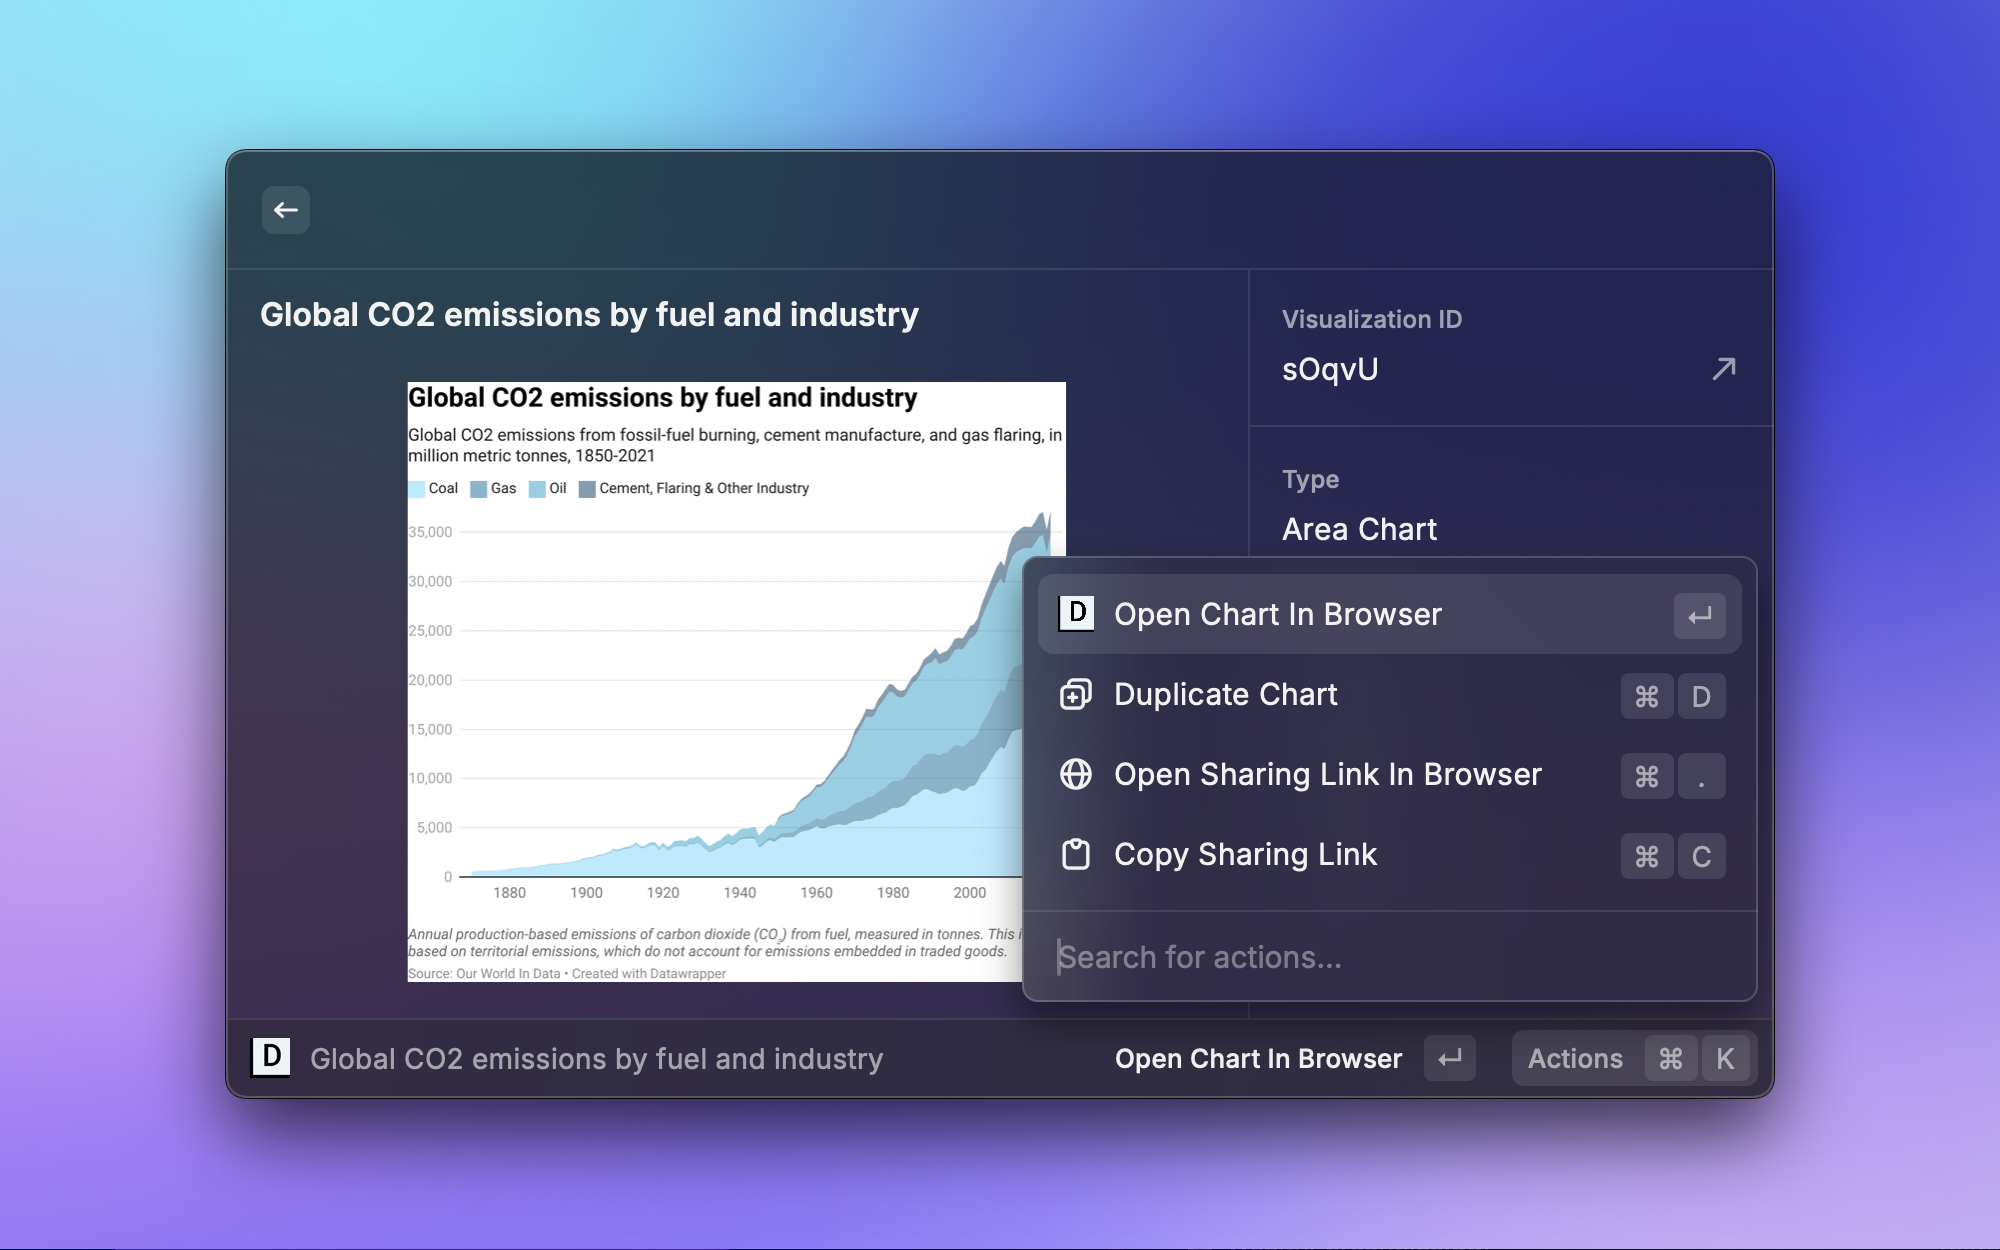 Global CO2 emissions by fuel and industry
Global CO2 emissions by fuel and industry
Global CO2 emissions from fossil-fuel burning, cement manufacture, and gas flaring, in
million metric tonnes, 1850-2021
Coal Gas Oil Cement, Flaring & Other Industry
35,000
30,000
25,000
20,000
15,000
10,000
5,000
0
1880 1900 1920 1940 1960 1980 2000
Annual production-based emissions of carbon dioxide (CO₂) from fuel, measured in tonnes. This i
based on territorial emissions, which do not account for emissions embedded in traded goods.
Source: Our World In Data • Created with Datawrapper
Visualization ID
sOqvU
Type
Area Chart
D Open Chart In Browser
Duplicate Chart ⌘ D
Open Sharing Link In Browser ⌘ .
Copy Sharing Link ⌘ C
Search for actions...
D Global CO2 emissions by fuel and industry
Open Chart In Browser
Actions ⌘ K